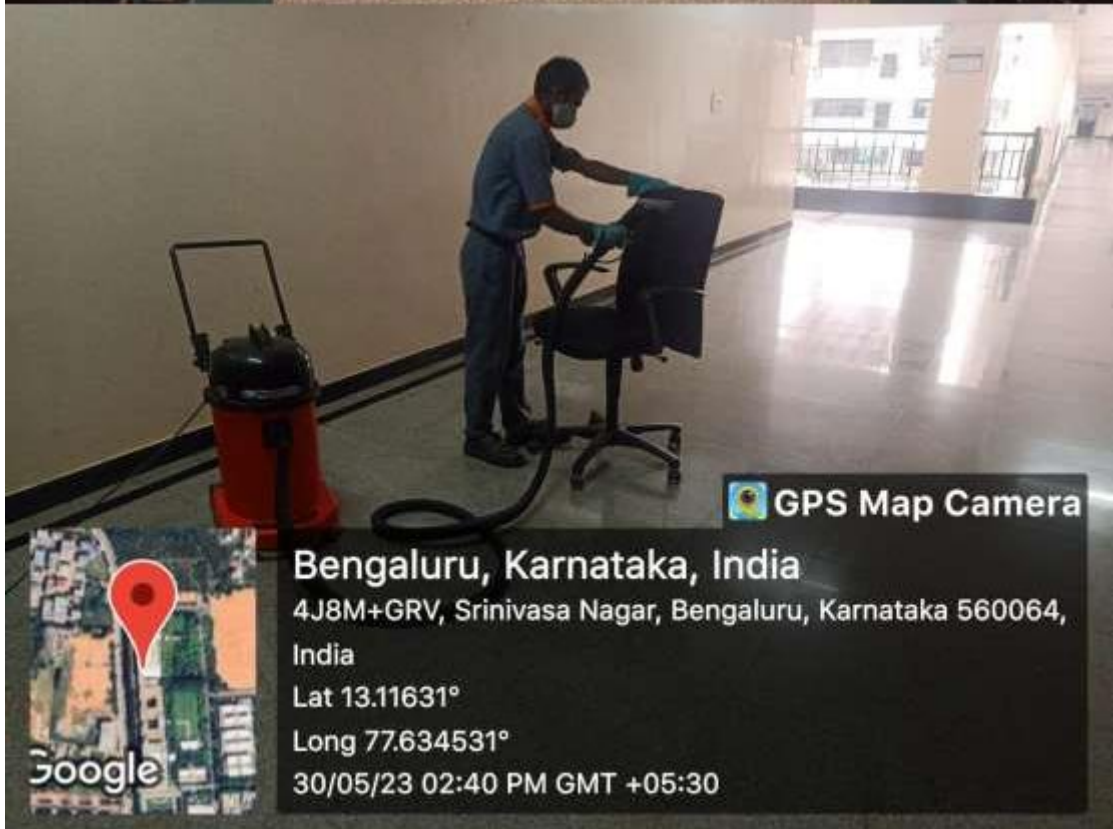 GPS Map Camera
Bengaluru, Karnataka, India
4J8M+GRV, Srinivasa Nagar, Bengaluru, Karnataka 560064,
India
Lat 13.11631°
Long 77.634531°
30/05/23 02:40 PM GMT +05:30
Google